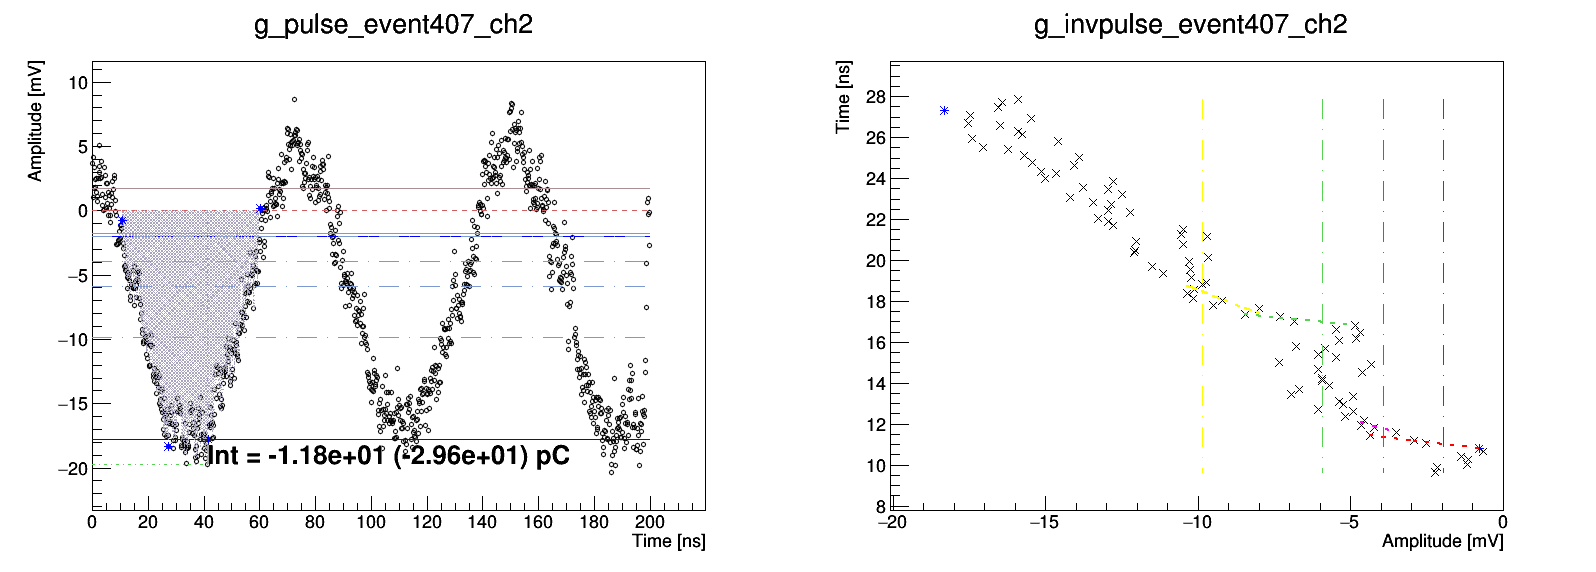 g_pulse_event407_ch2
Amplitude [mV]
10
5
0
−5
−10
−15
−20
Int = -1.18e+01 (-2.96e+01) pC
0 20 40 60 80 100 120 140 160 180 200
Time [ns]
g_invpulse_event407_ch2
Time [ns]
28
26
24
22
20
18
16
14
12
10
8
−20 −15 −10 −5 0
Amplitude [mV]